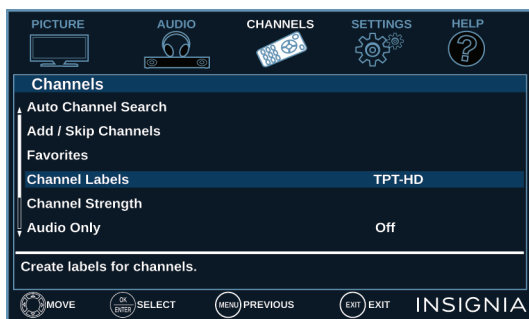 PICTURE AUDIO CHANNELS SETTINGS HELP
Channels
Auto Channel Search
Add / Skip Channels
Favorites
Channel Labels TPT-HD
Channel Strength
Audio Only Off
Create labels for channels.
MOVE OK ENTER SELECT MENU PREVIOUS EXIT EXIT INSIGNIA